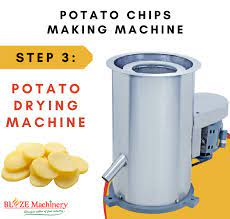 POTATO CHIPS
MAKING MACHINE
STEP 3:
POTATO
DRYING
MACHINE
BLAZE Machinery